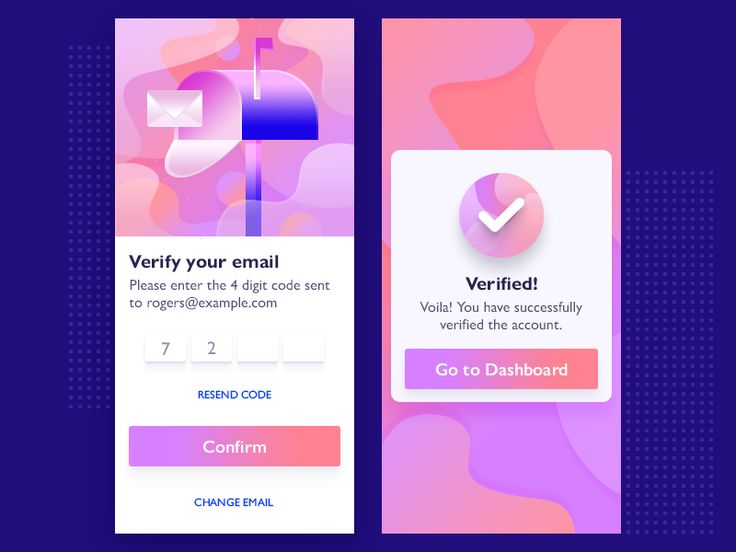 Verify your email
Please enter the 4 digit code sent
to rogers@example.com
7 2
RESEND CODE
Confirm
CHANGE EMAIL
Verified!
Voila! You have successfully
verified the account.
Go to Dashboard